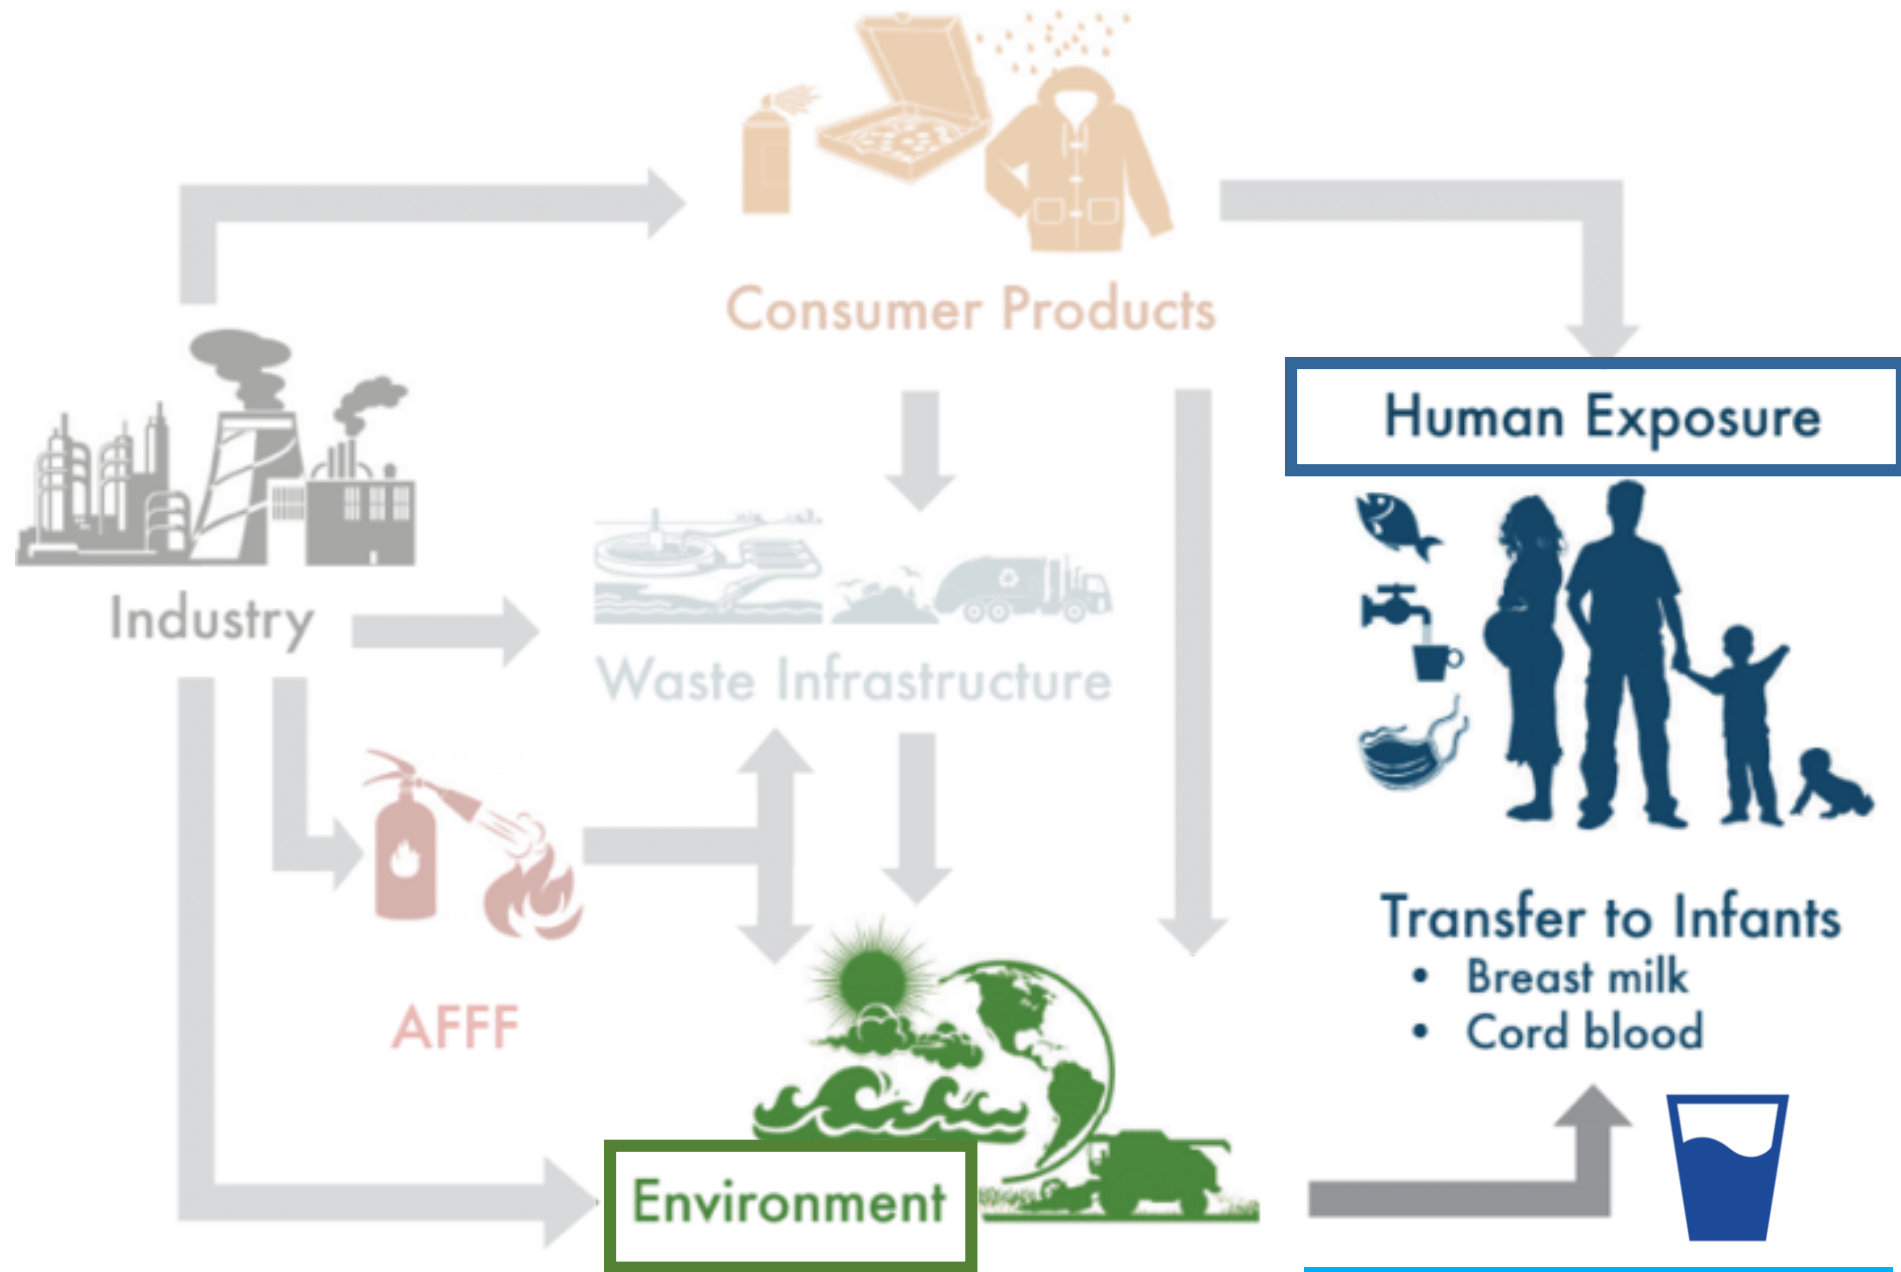 Consumer Products
Human Exposure
Industry
Waste Infrastructure
AFFF
Transfer to Infants
• Breast milk
• Cord blood
Environment